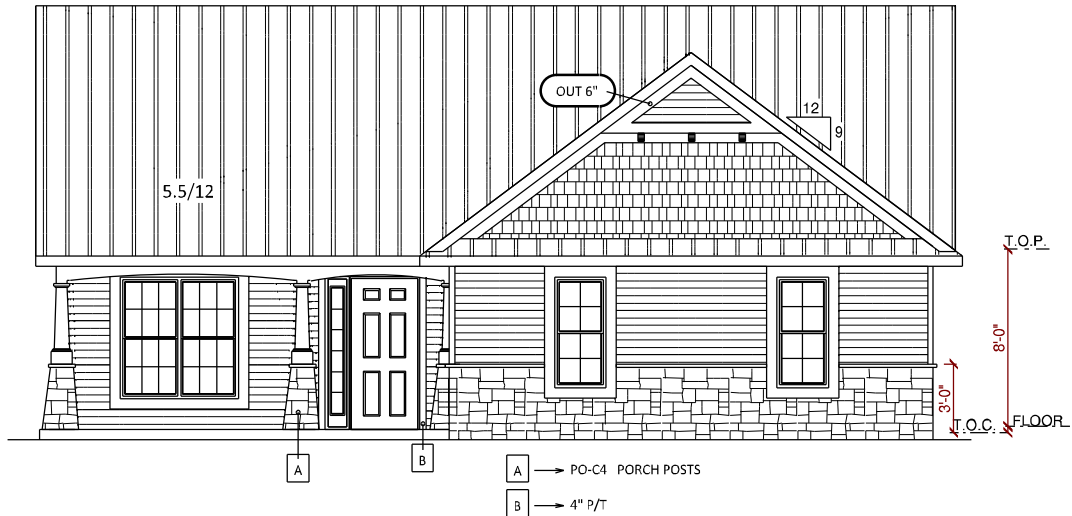 OUT 6"
12
9
5.5/12
T.O.P.
8'-0"
3'-0"
T.O.C.
FLOOR
A
B
A PO-C4 PORCH POSTS
B 4" P/T